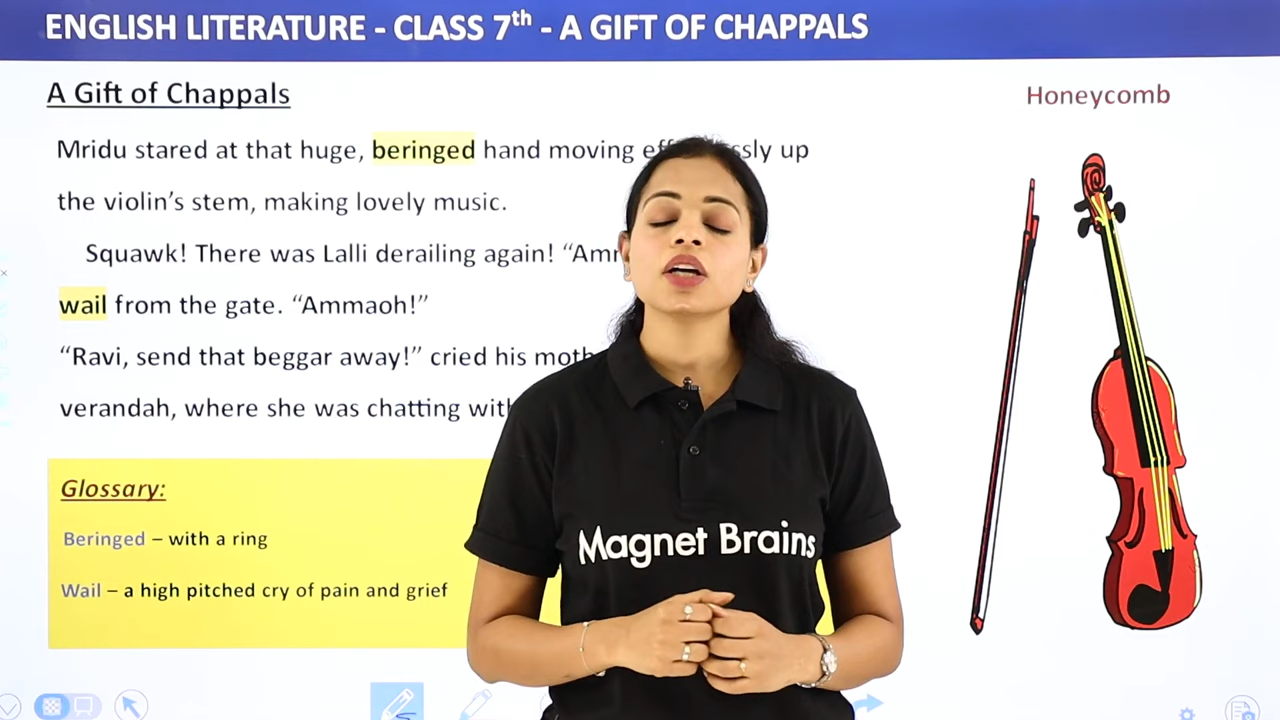 ENGLISH LITERATURE - CLASS 7th - A GIFT OF CHAPPALS
A Gift of Chappals
Honeycomb
Mridu stared at that huge, beringed hand moving up
the violin's stem, making lovely music.
Squawk! There was Lalli derailing again!
wail from the gate. “Ammaoh!”
“Ravi, send that beggar away!” cried his
verandah, where she was chatting
Glossary:
Beringed – with a ring
Wail – a high pitched cry of pain and grief
Magnet Brains